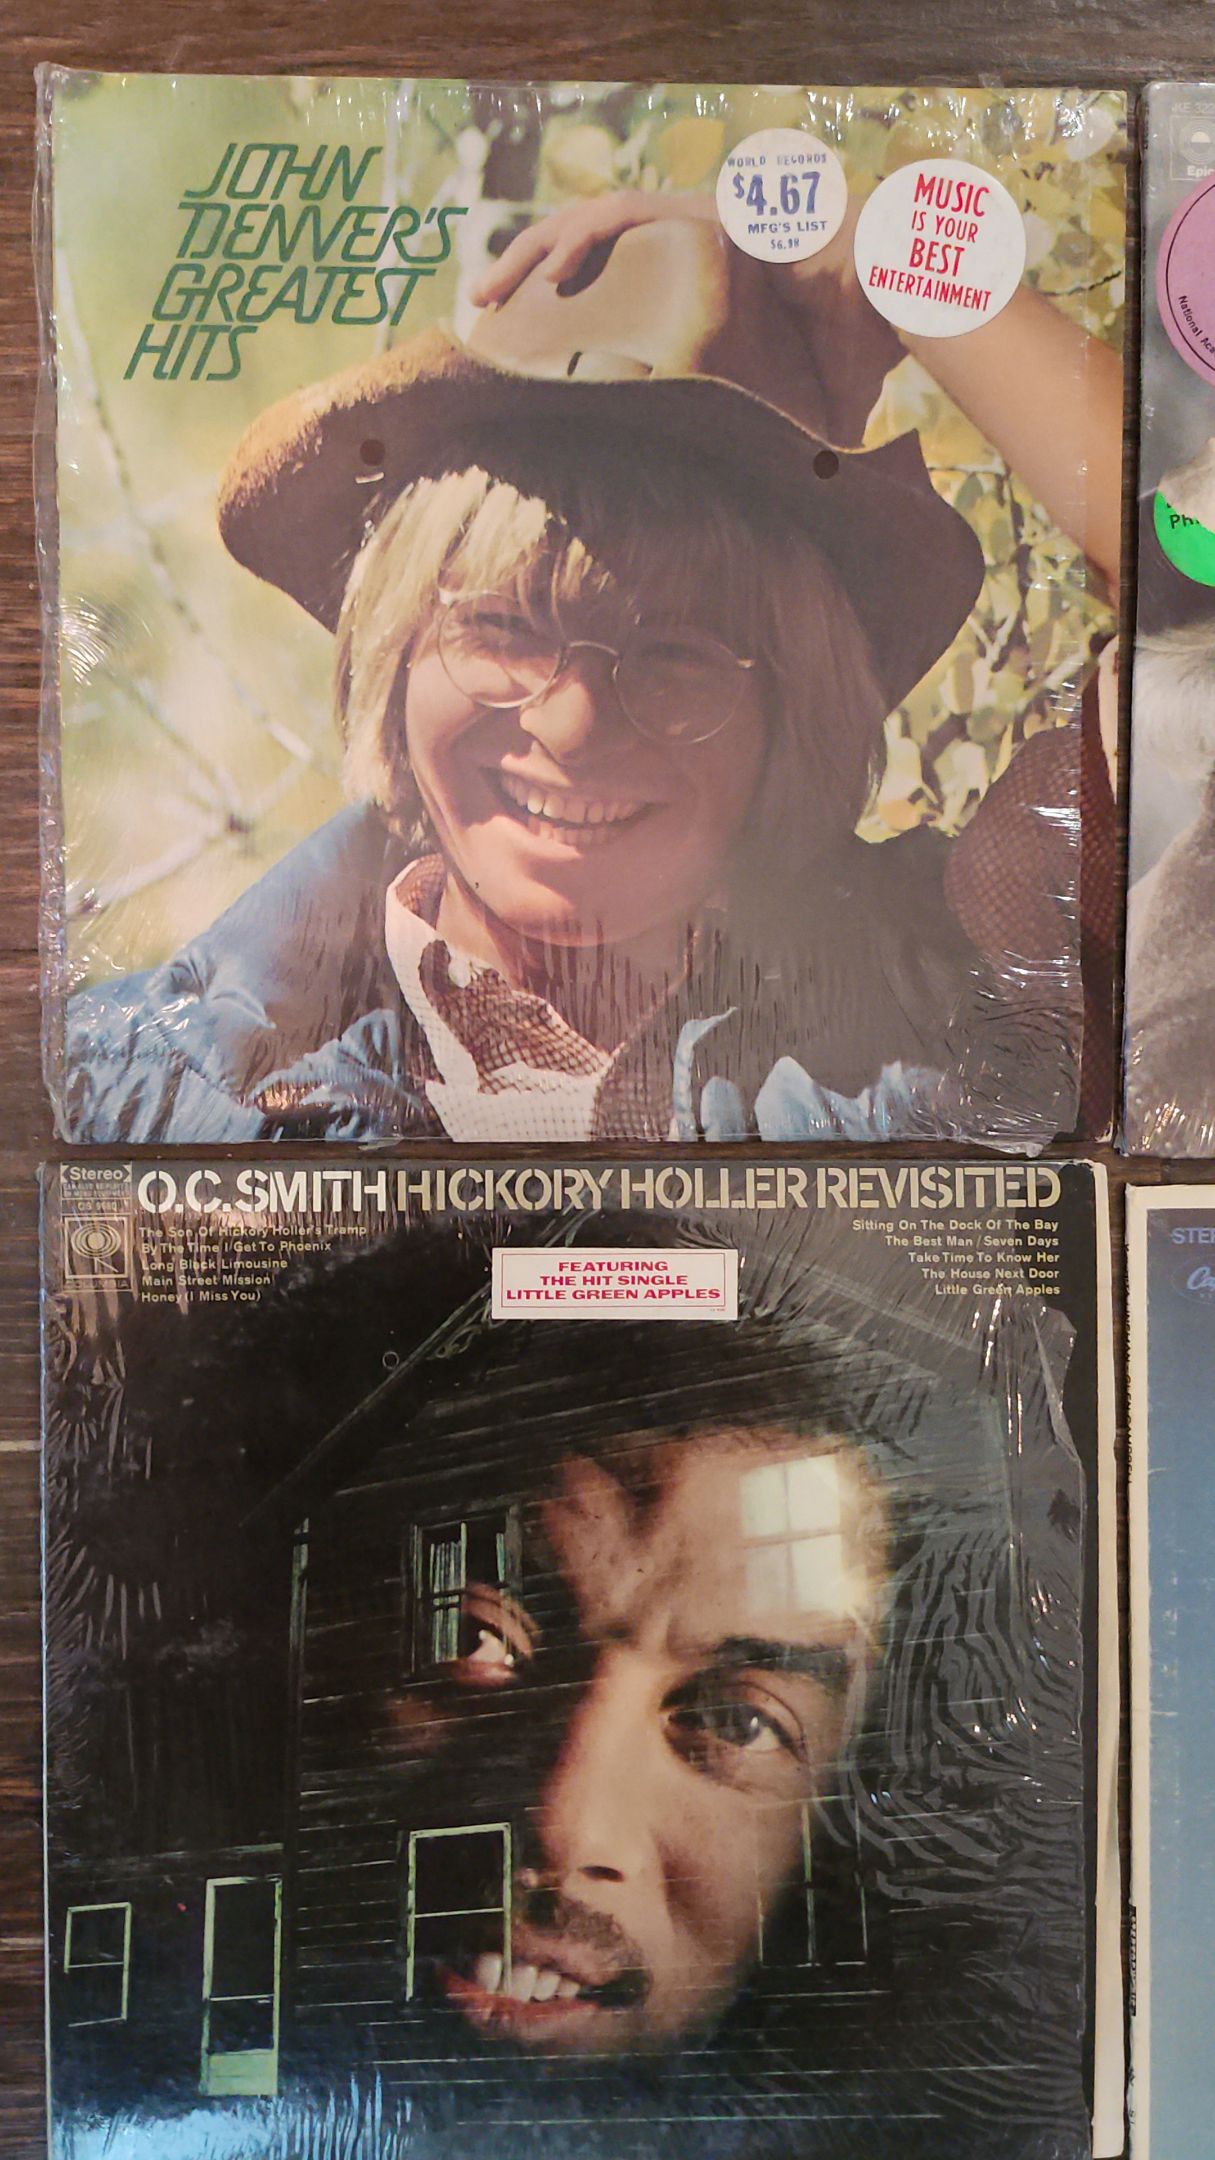 JOHN
DENVER'S
GREATEST
HITS
WORLD RECORDS
$4.67
MFG'S LIST
$6.98
MUSIC
IS YOUR
BEST
ENTERTAINMENT
Epic
National
Stereo
O.C.SMITH HICKORY HOLLER REVISITED
The Son Of Hickory Holler's Tramp
By The Time I Get To Phoenix
Long Black Limousine
Main Street Mission
Honey (I Miss You)
Sitting On The Dock Of The Bay
The Best Man / Seven Days
Take Time To Know Her
The House Next Door
Little Green Apples
FEATURING
THE HIT SINGLE
LITTLE GREEN APPLES
COLUMBIA